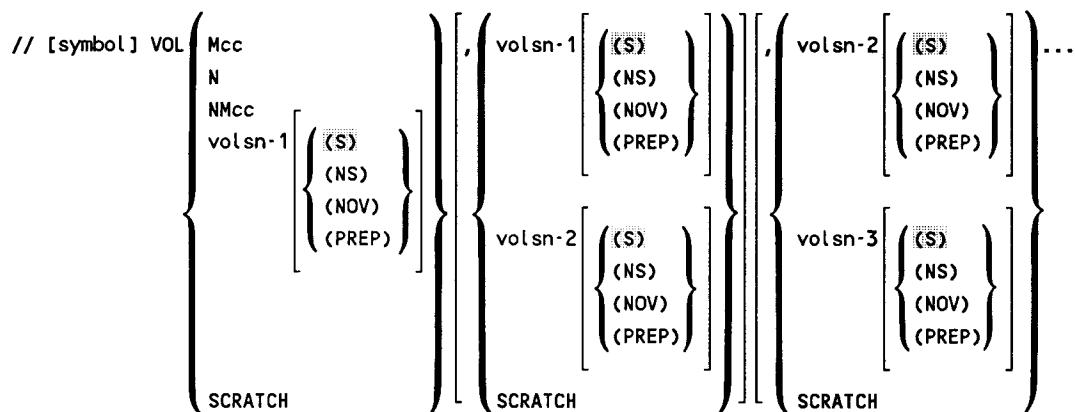 // [symbol] VOL { Mcc [ , { volsn-1 [ { (S) } ] } ] [ , { volsn-2 [ { (S) } ] } ] ...
N (NS) (NS)
NMcc (NOV) (NOV)
volsn-1 [ { (S) } ] (PREP) (PREP)
(NS)
(NOV) volsn-2 [ { (S) } ] volsn-3 [ { (S) } ]
(PREP) (NS) (NS)
(NOV) (NOV)
(PREP) (PREP)
SCRATCH SCRATCH SCRATCH